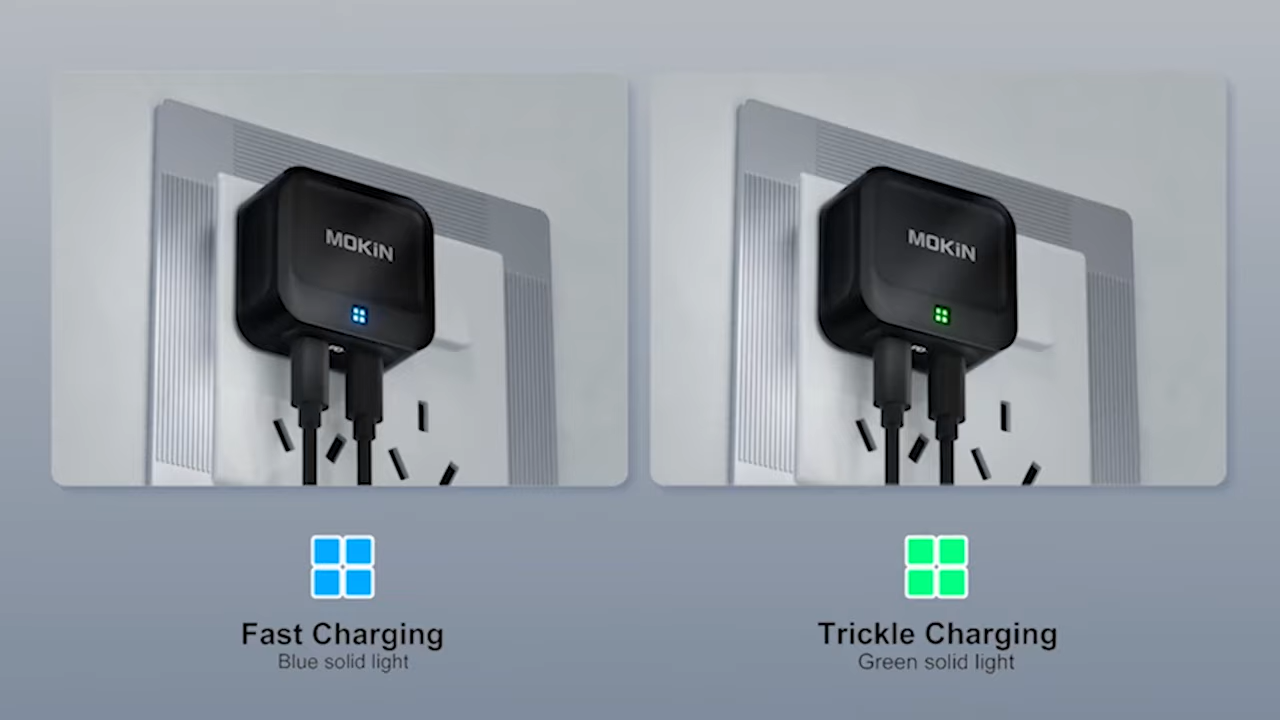 MOKiN
MOKiN
Fast Charging
Blue solid light
Trickle Charging
Green solid light